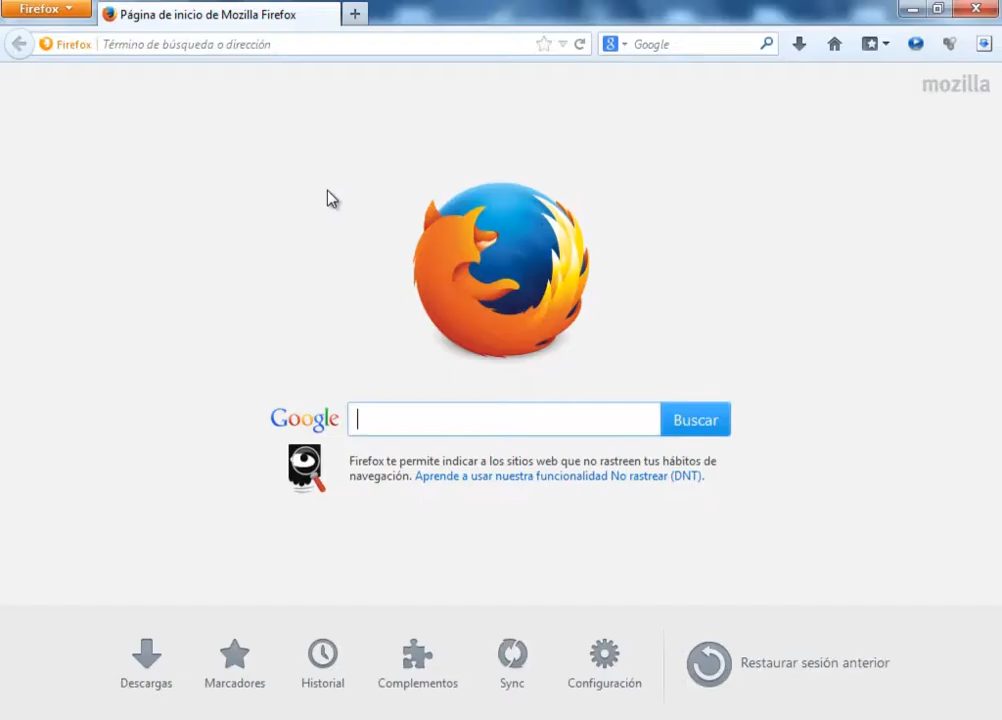 Firefox
Página de inicio de Mozilla Firefox
Firefox
Término de búsqueda o dirección
Google
mozilla
Google
Buscar
Firefox te permite indicar a los sitios web que no rastreen tus hábitos de
navegación. Aprende a usar nuestra funcionalidad No rastrear (DNT).
Descargas
Marcadores
Historial
Complementos
Sync
Configuración
Restaurar sesión anterior